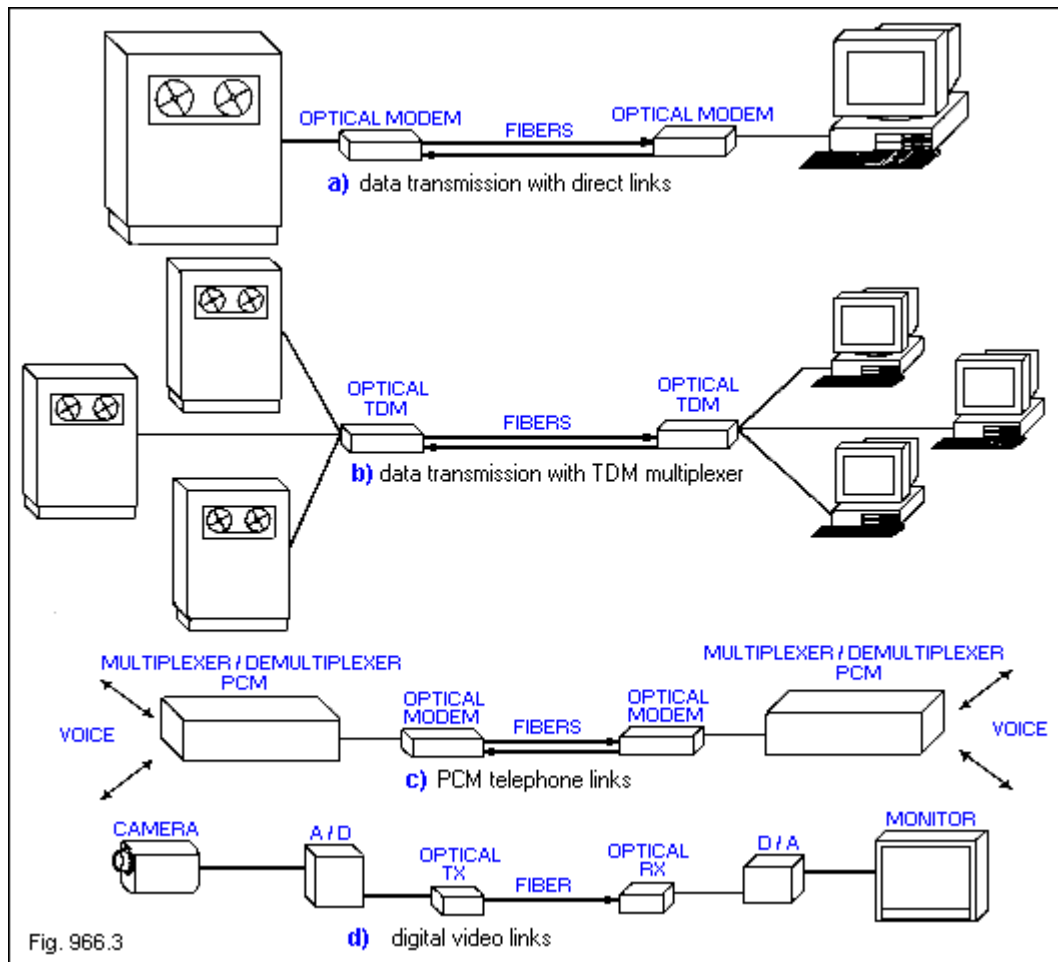 OPTICAL MODEM
FIBERS
OPTICAL MODEM
a) data transmission with direct links
OPTICAL
TDM
FIBERS
OPTICAL
TDM
b) data transmission with TDM multiplexer
MULTIPLEXER / DEMULTIPLEXER
PCM
VOICE
OPTICAL
MODEM
FIBERS
OPTICAL
MODEM
MULTIPLEXER / DEMULTIPLEXER
PCM
VOICE
c) PCM telephone links
CAMERA
A / D
OPTICAL
TX
FIBER
OPTICAL
RX
D / A
MONITOR
d) digital video links
Fig. 966.3